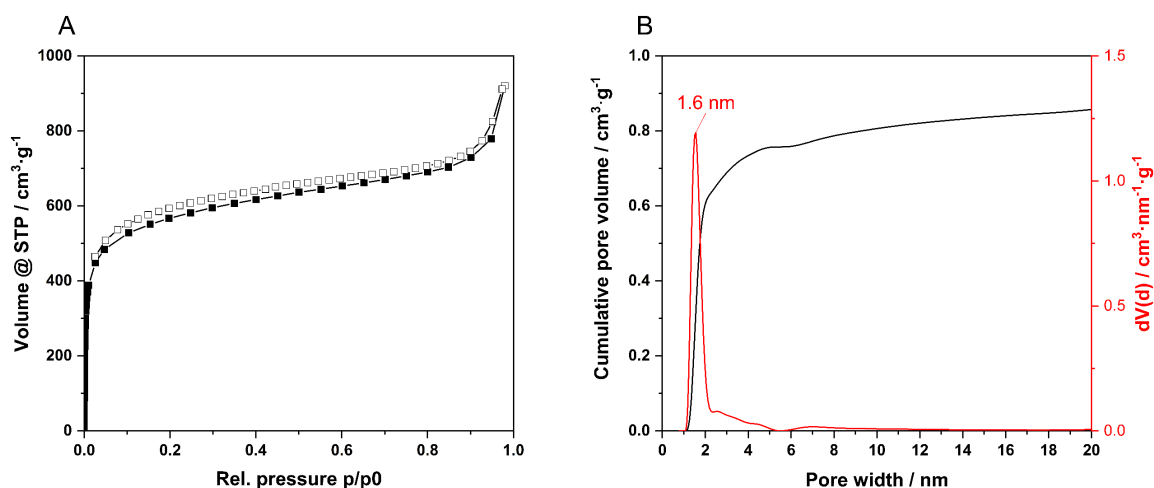 A
1000
800
600
400
200
0
0.0 0.2 0.4 0.6 0.8 1.0
Volume @ STP / cm³·g⁻¹
Rel. pressure p/p0
B
1.0
0.8
0.6
0.4
0.2
0.0
0 2 4 6 8 10 12 14 16 18 20
Cumulative pore volume / cm³·g⁻¹
Pore width / nm
1.6 nm
1.5
1.0
0.5
0.0
dV(d) / cm³·nm⁻¹·g⁻¹